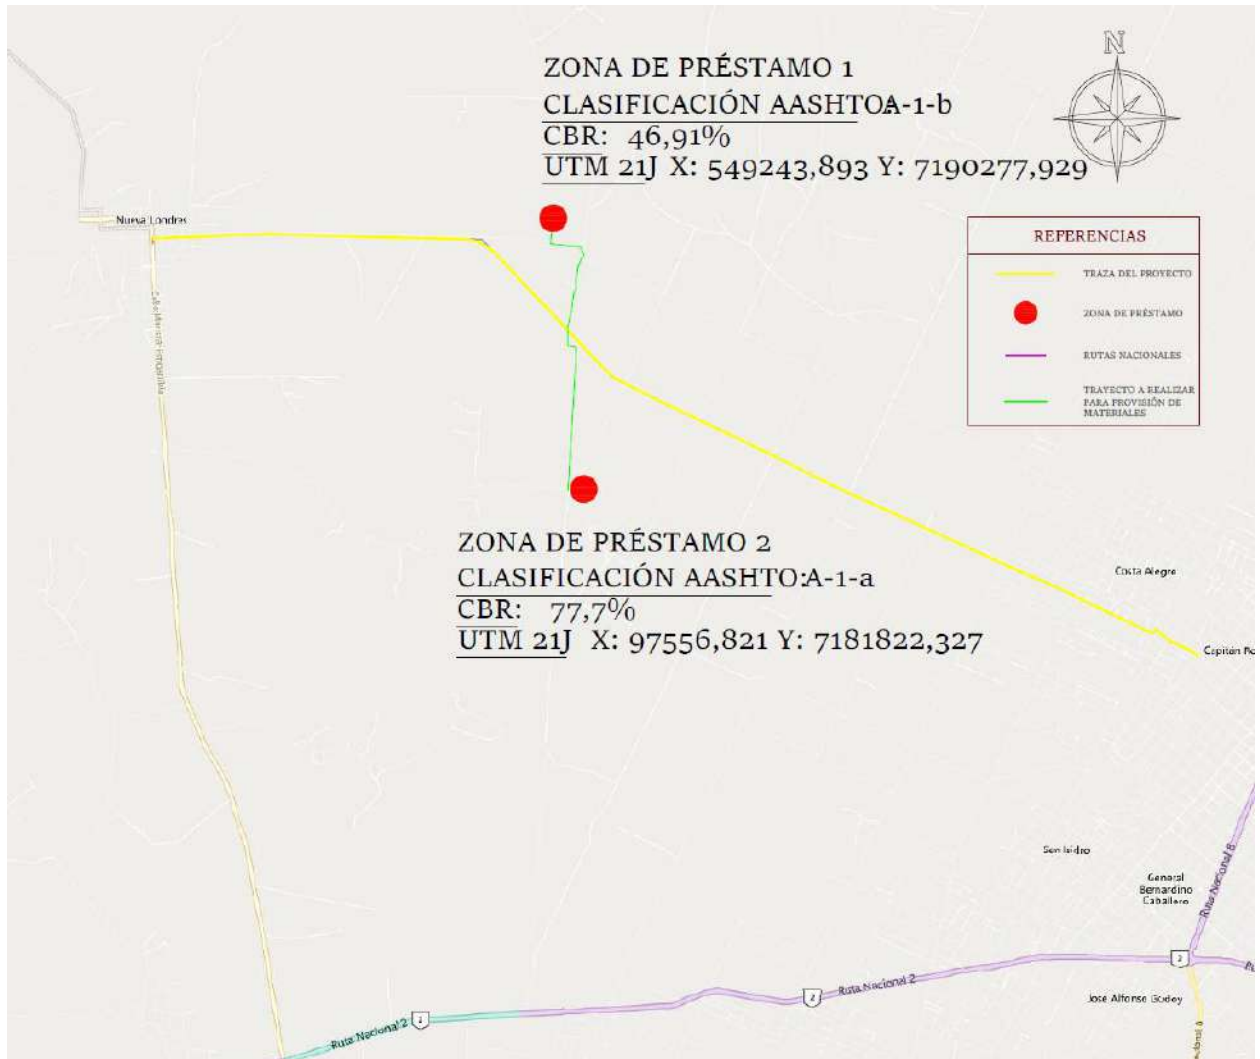 N
ZONA DE PRÉSTAMO 1
CLASIFICACIÓN AASHTO:A-1-b
CBR: 46,91%
UTM 21J X: 549243,893 Y: 7190277,929
Nueva Londres
REFERENCIAS
TRAZA DEL PROYECTO
ZONA DE PRÉSTAMO
RUTAS NACIONALES
TRAYECTO A REALIZAR
PARA PROVISIÓN DE
MATERIALES
ZONA DE PRÉSTAMO 2
CLASIFICACIÓN AASHTO:A-1-a
CBR: 77,7%
UTM 21J X: 97556,821 Y: 7181822,327
Costa Alegre
Capitán Ro
San Isidro
General
Bernardino
Caballero
Ruta Nacional 8
2
Ruta Nacional 2
2
José Alfonso Godoy
Ruta Nacional 2
2